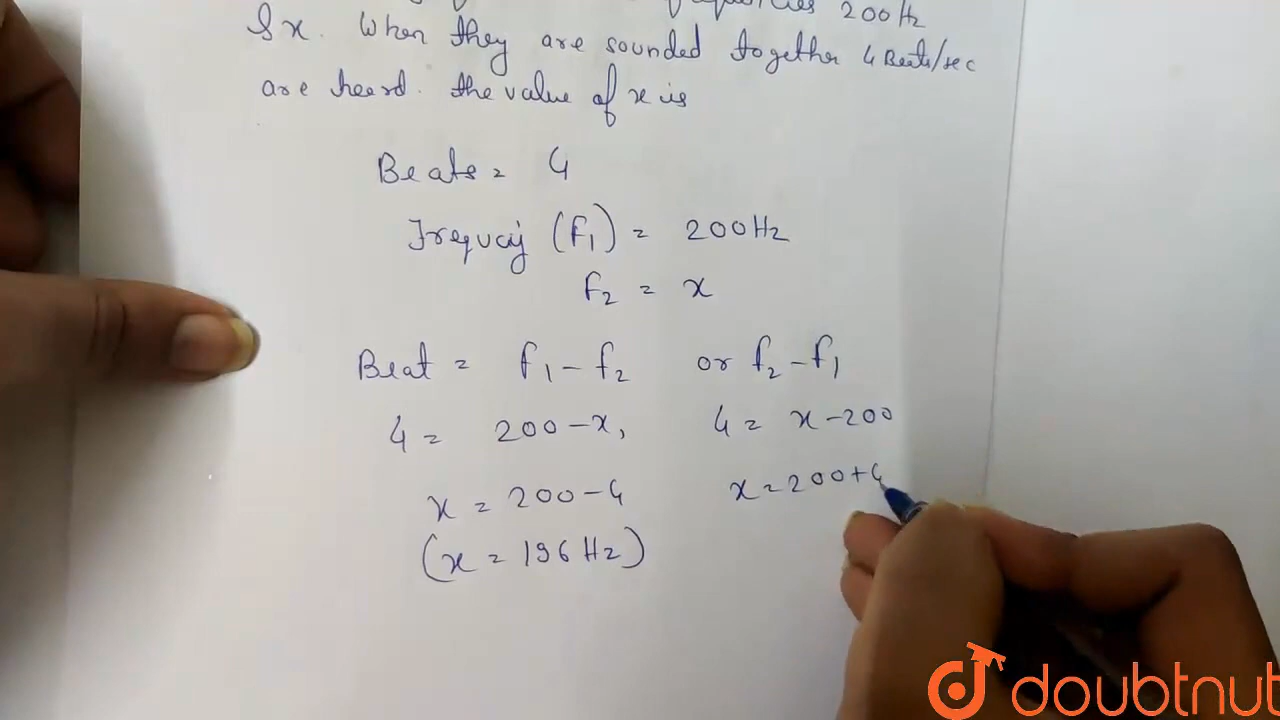 200Hz
& x. When they are sounded together 4 Beats/sec
are heard. the value of x is
Beats = 4
(F1) = 200Hz
F2 = x
Beat = f1 - f2 or f2 - f1
4 = 200 - x, 4 = x - 200
x = 200 - 4 x = 200 + 4
(x = 196 Hz)
doubtnut